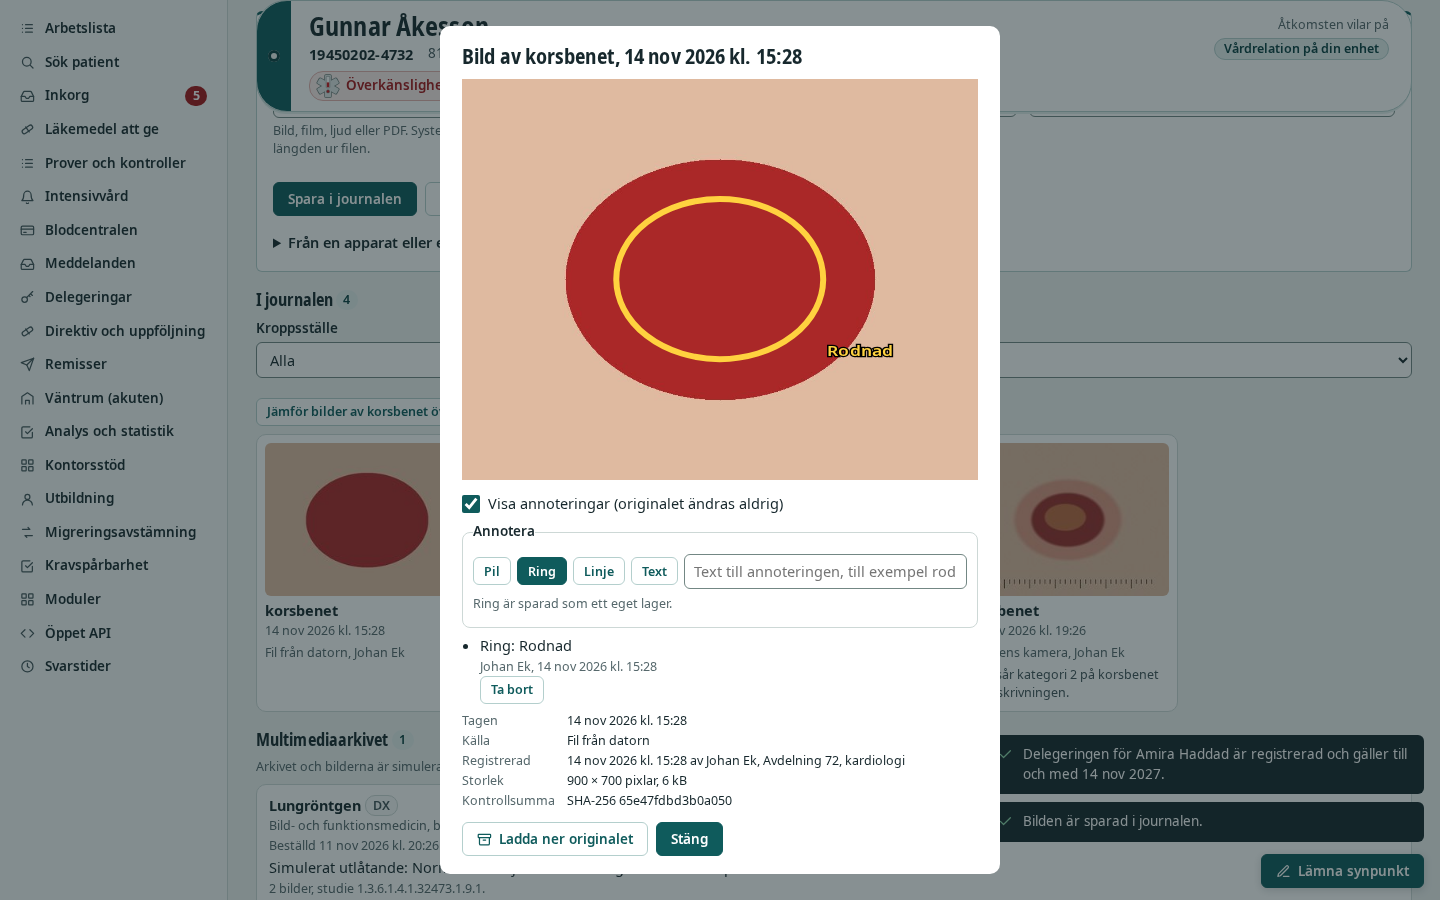 Arbetslista
Sök patient
Inkorg
5
Läkemedel att ge
Prover och kontroller
Intensivvård
Blodcentralen
Meddelanden
Delegeringar
Direktiv och uppföljning
Remisser
Väntrum (akuten)
Analys och statistik
Kontorsstöd
Utbildning
Migreringsavstämning
Kravspårbarhet
Moduler
Öppet API
Svarstider
Gunnar Åkesson
19450202-4732 81
Åtkomsten vilar på
Vårdrelation på din enhet
Bild, film, ljud eller PDF.
längden ur filen.
Spara i journalen
Från en apparat eller
I journalen 4
Kroppsställe
Alla
Jämför bilder av korsbenet
korsbenet
14 nov 2026 kl. 15:28
Fil från datorn, Johan Ek
2026 kl. 19:26
kamera, Johan Ek
kategori 2 på korsbenet
Multimediaarkivet 1
Arkivet och bilderna är
Lungröntgen DX
Bild- och funktionsmedicin,
Beställd 11 nov 2026 kl. 20:26
Simulerat utlåtande:
2 bilder, studie 1.3.6.1.4.1.32473.1.9.1.
Bild av korsbenet, 14 nov 2026 kl. 15:28
Rodnad
Visa annoteringar (originalet ändras aldrig)
Annotera
Pil
Ring
Linje
Text
Text till annoteringen, till exempel rod
Ring är sparad som ett eget lager.
Ring: Rodnad
Johan Ek, 14 nov 2026 kl. 15:28
Ta bort
Tagen 14 nov 2026 kl. 15:28
Källa Fil från datorn
Registrerad 14 nov 2026 kl. 15:28 av Johan Ek, Avdelning 72, kardiologi
Storlek 900 × 700 pixlar, 6 kB
Kontrollsumma SHA-256 65e47fdbd3b0a050
Ladda ner originalet
Stäng
Delegeringen för Amira Haddad är registrerad och gäller till
och med 14 nov 2027.
Bilden är sparad i journalen.
Lämna synpunkt